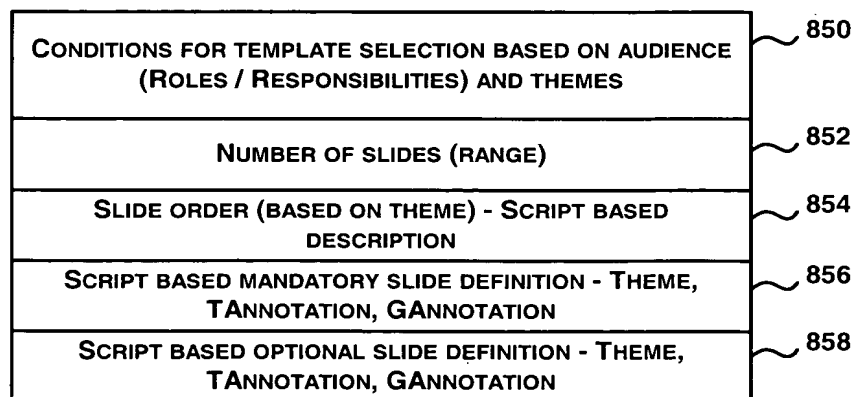 CONDITIONS FOR TEMPLATE SELECTION BASED ON AUDIENCE
(ROLES / RESPONSIBILITIES) AND THEMES
850
NUMBER OF SLIDES (RANGE)
852
SLIDE ORDER (BASED ON THEME) - SCRIPT BASED
DESCRIPTION
854
SCRIPT BASED MANDATORY SLIDE DEFINITION - THEME,
TANNOTATION, GANNOTATION
856
SCRIPT BASED OPTIONAL SLIDE DEFINITION - THEME,
TANNOTATION, GANNOTATION
858